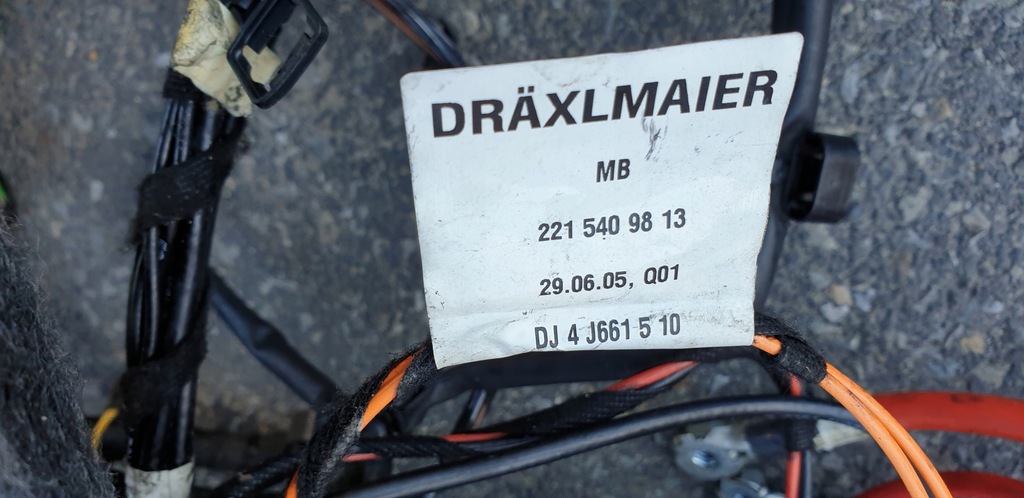 DRÄXLMAIER
MB
221 540 98 13
29.06.05, Q01
DJ 4 J661 5 10